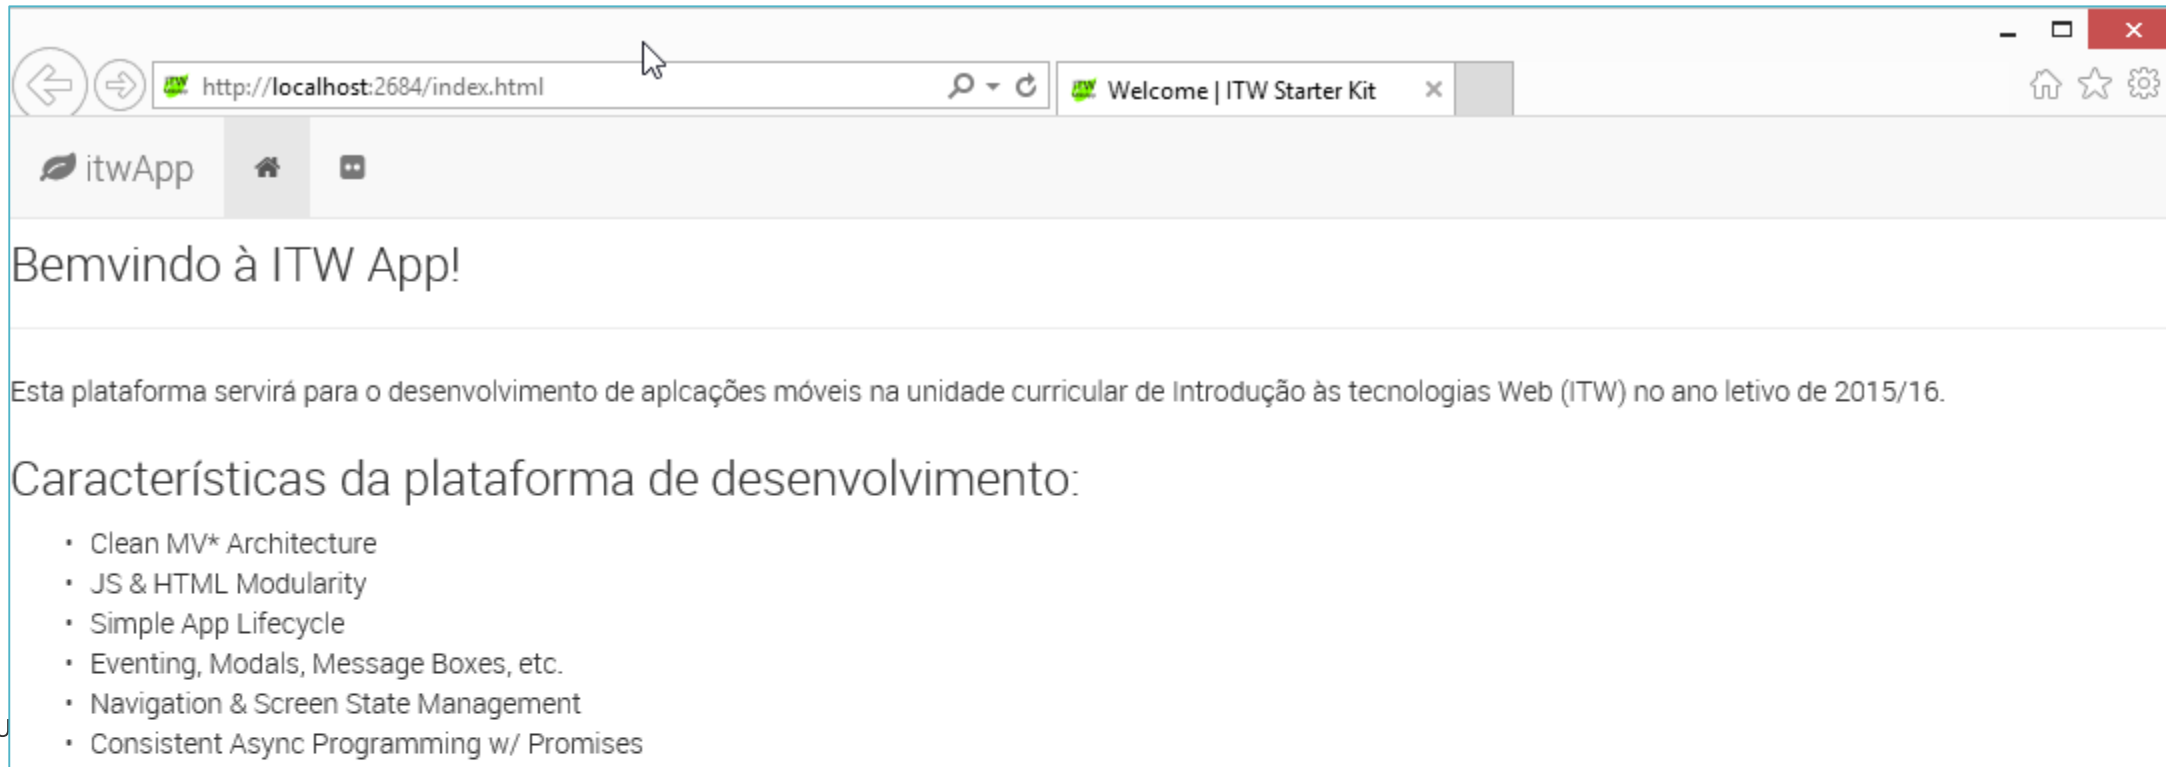 http://localhost:2684/index.html
Welcome | ITW Starter Kit
itwApp
Bemvindo à ITW App!
Esta plataforma servirá para o desenvolvimento de aplcações móveis na unidade curricular de Introdução às tecnologias Web (ITW) no ano letivo de 2015/16.
Características da plataforma de desenvolvimento:
• Clean MV* Architecture
• JS & HTML Modularity
• Simple App Lifecycle
• Eventing, Modals, Message Boxes, etc.
• Navigation & Screen State Management
• Consistent Async Programming w/ Promises